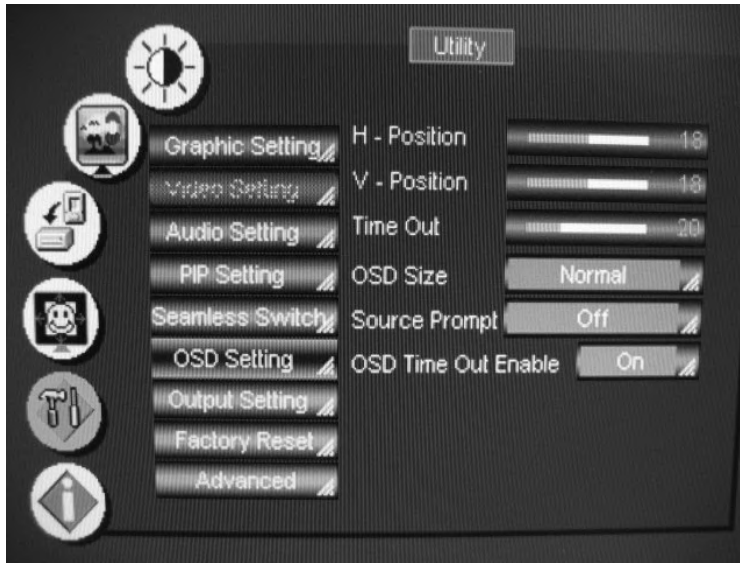 Utility
Graphic Setting
Video Setting
Audio Setting
PIP Setting
Seamless Switch
OSD Setting
Output Setting
Factory Reset
Advanced
H - Position 18
V - Position 18
Time Out 20
OSD Size Normal
Source Prompt Off
OSD Time Out Enable On